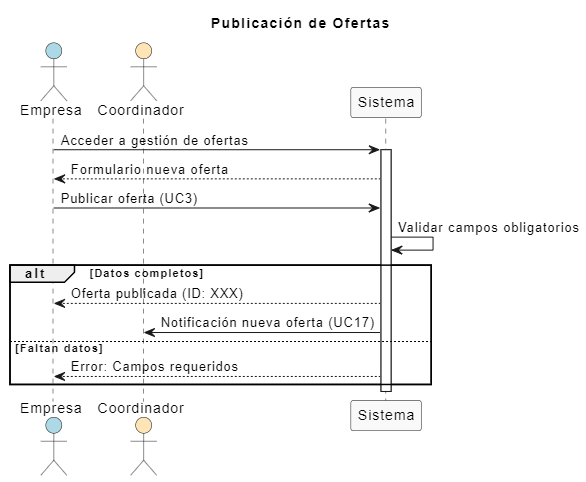 Publicación de Ofertas
Empresa
Coordinador
Sistema
Acceder a gestión de ofertas
Formulario nueva oferta
Publicar oferta (UC3)
Validar campos obligatorios
alt
[Datos completos]
Oferta publicada (ID: XXX)
Notificación nueva oferta (UC17)
[Faltan datos]
Error: Campos requeridos
Empresa
Coordinador
Sistema